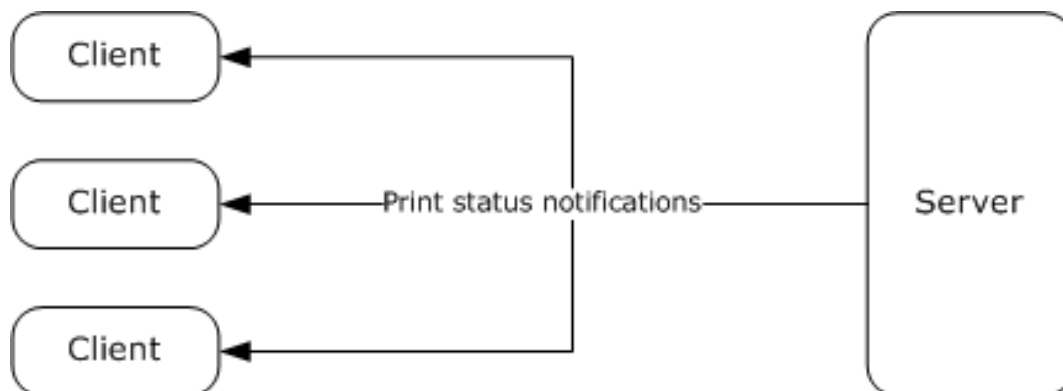 Client
Client
Print status notifications
Server
Client